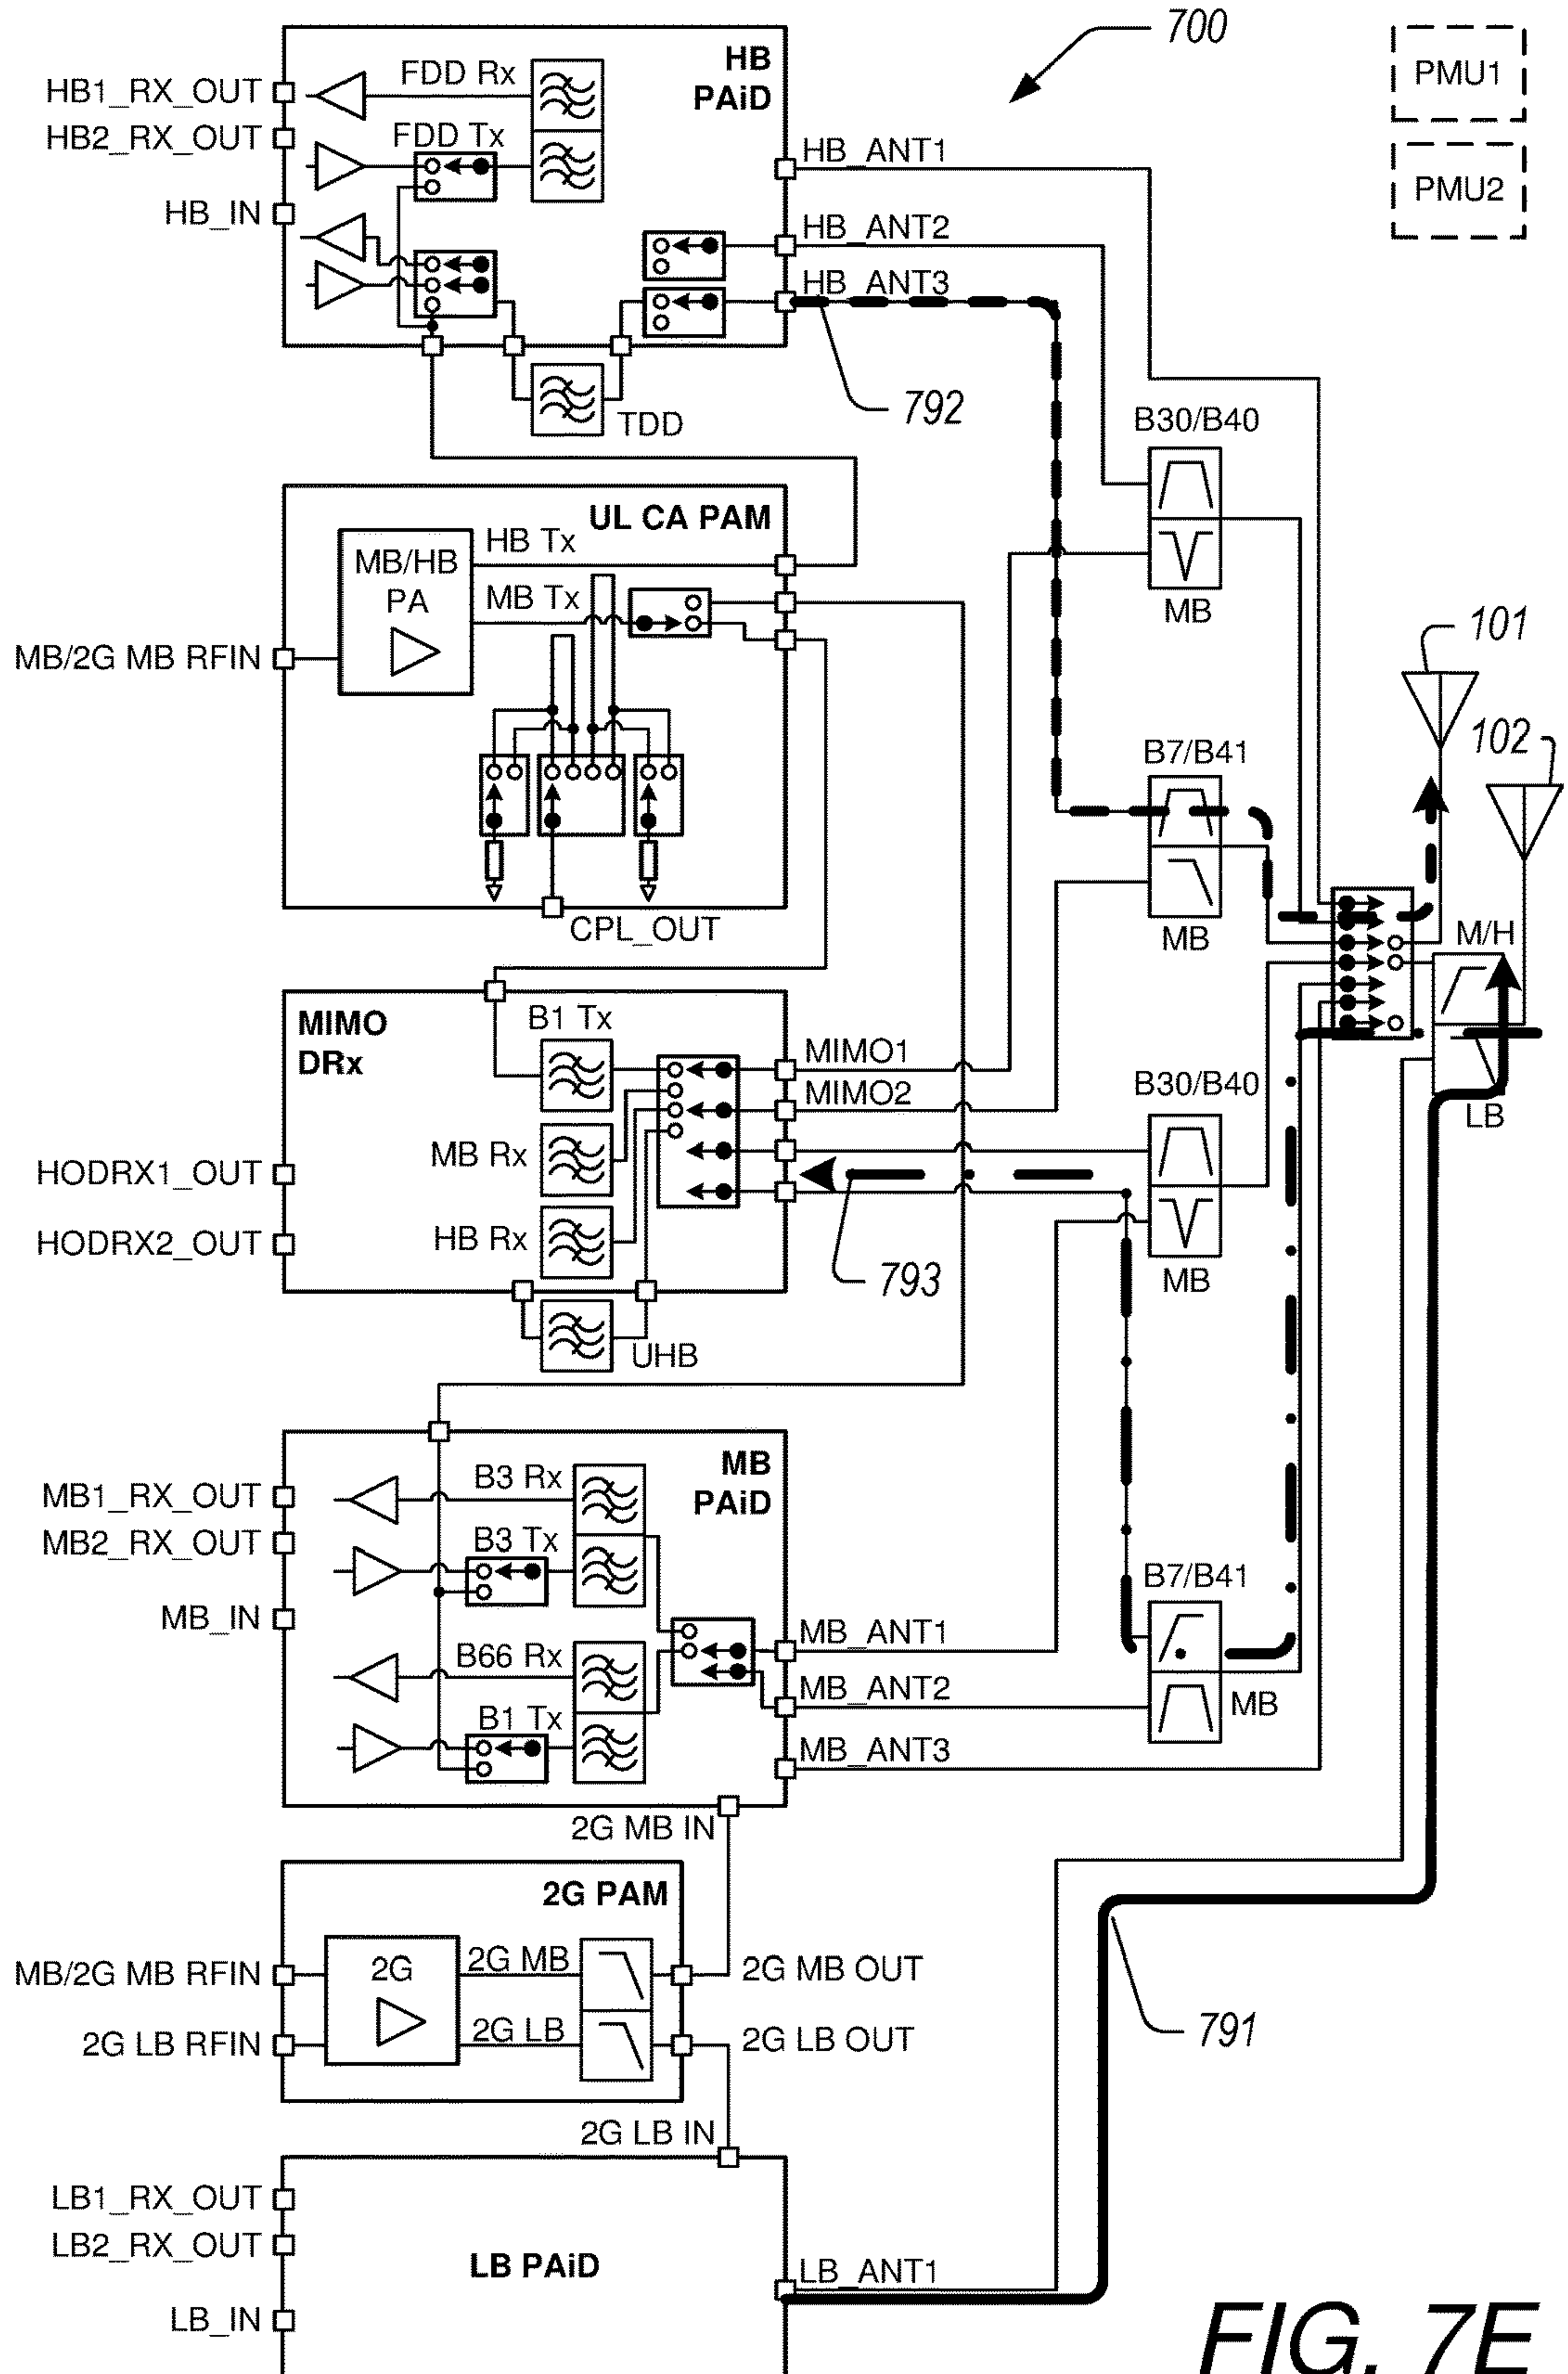 700
PMU1
PMU2
HB
PAiD
HB1_RX_OUT
HB2_RX_OUT
HB_IN
FDD Rx
FDD Tx
HB_ANT1
HB_ANT2
HB_ANT3
792
TDD
B30/B40
MB
UL CA PAM
MB/HB
PA
HB Tx
MB Tx
MB/2G MB RFIN
CPL_OUT
101
102
B7/B41
MB
M/H
LB
MIMO
DRx
B1 Tx
MB Rx
HB Rx
UHB
HODRX1_OUT
HODRX2_OUT
MIMO1
MIMO2
793
B30/B40
MB
MB
PAiD
MB1_RX_OUT
MB2_RX_OUT
MB_IN
B3 Rx
B3 Tx
B66 Rx
B1 Tx
MB_ANT1
MB_ANT2
MB_ANT3
B7/B41
MB
2G MB IN
2G PAM
2G
2G MB
2G LB
MB/2G MB RFIN
2G LB RFIN
2G MB OUT
2G LB OUT
791
2G LB IN
LB1_RX_OUT
LB2_RX_OUT
LB_IN
LB PAiD
LB_ANT1
FIG. 7E